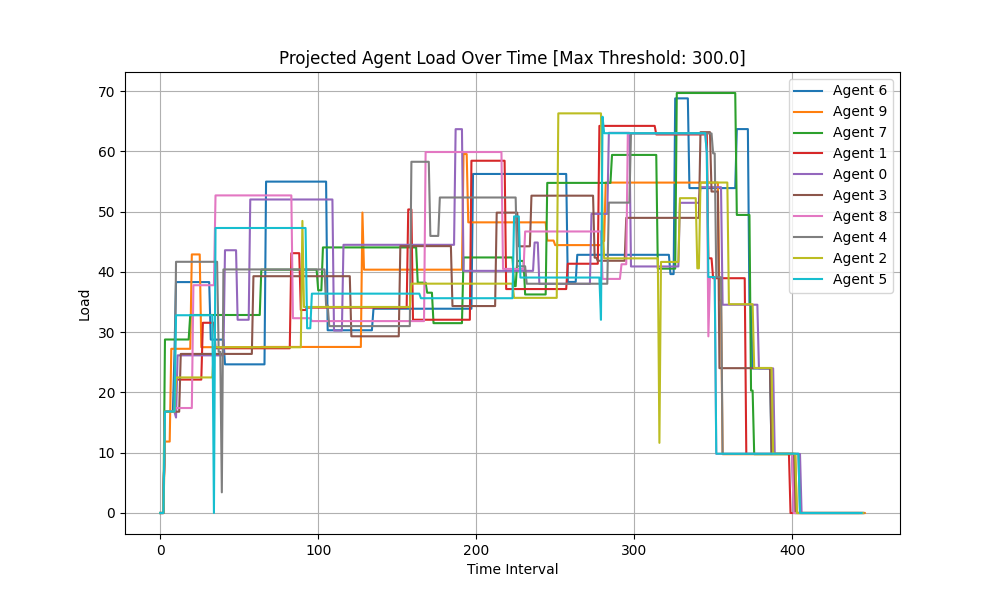 Projected Agent Load Over Time [Max Threshold: 300.0]
Load
70
60
50
40
30
20
10
0
0 100 200 300 400
Time Interval
Agent 6
Agent 9
Agent 7
Agent 1
Agent 0
Agent 3
Agent 8
Agent 4
Agent 2
Agent 5